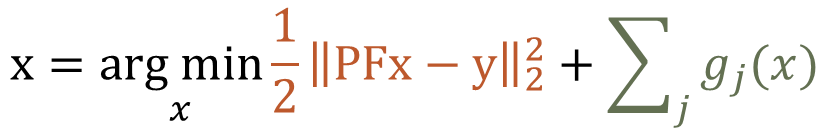 x = arg min_x 1/2 ‖PFx − y‖₂² + ∑_j g_j(x)